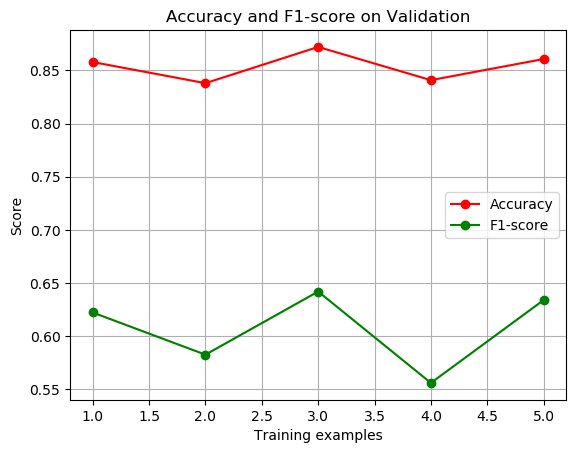 Accuracy and F1-score on Validation
0.85
0.80
0.75
0.70
0.65
0.60
0.55
Score
Accuracy
F1-score
1.0 1.5 2.0 2.5 3.0 3.5 4.0 4.5 5.0
Training examples